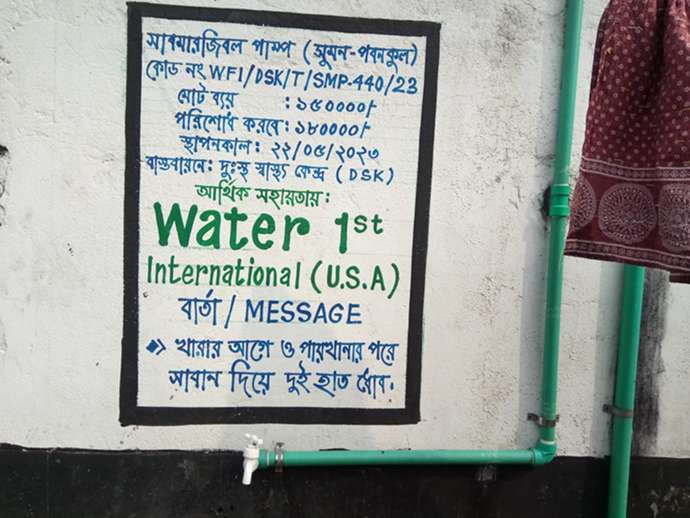 সাবমারজিবল পাম্প (সুমন-পবনকুল)
কোড নং WFI/DSK/T/SMP-440/23
মোট ব্যয় : ১৫০০০০/-
পরিশোধ করবে : ১৮০০০০/-
স্থাপনকাল : ২২/০৫/২০২৩
বাস্তবায়নে: দুঃস্থ স্বাস্থ্য কেন্দ্র (DSK)
আর্থিক সহায়তায়:
Water 1st
International (U.S.A)
বার্তা / MESSAGE
খাবার আগে ও পায়খানার পরে
সাবান দিয়ে দুই হাত ধোব.